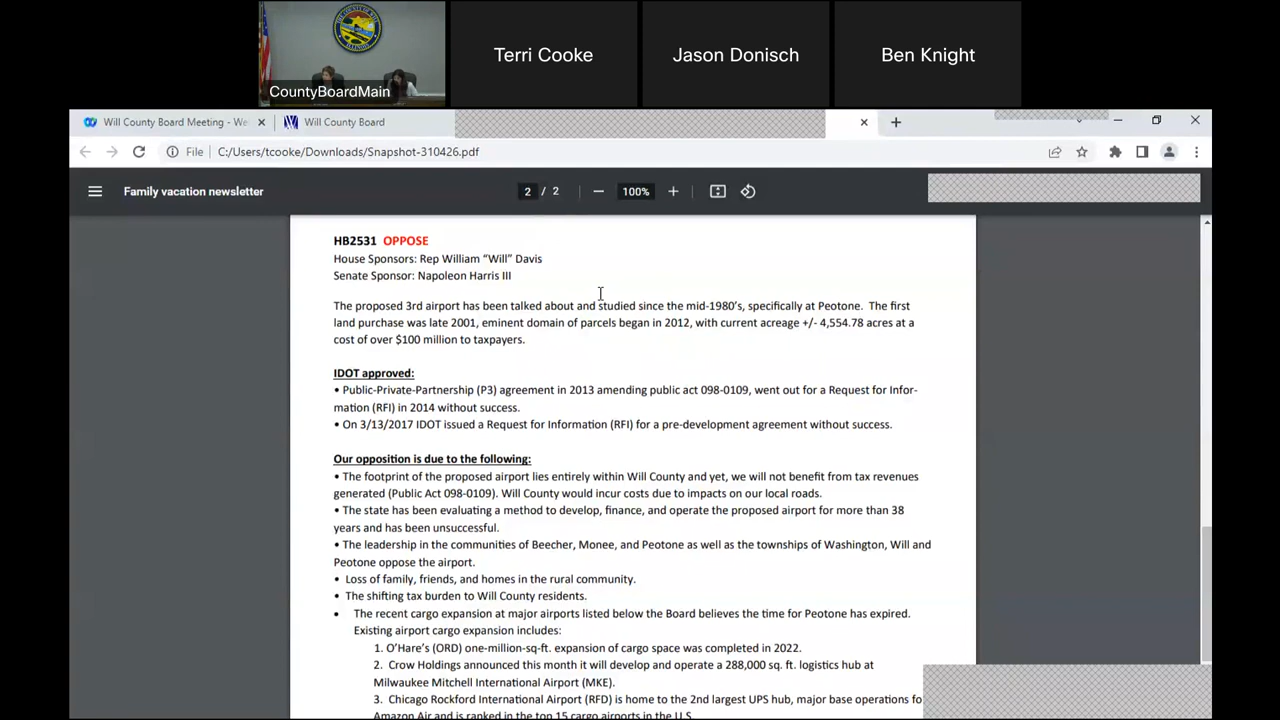 Terri Cooke
Jason Donisch
Ben Knight
CountyBoardMain
Will County Board Meeting - We
Will County Board
File
C:/Users/tcooke/Downloads/Snapshot-310426.pdf
Family vacation newsletter
2 / 2
100%
HB2531 OPPOSE
House Sponsors: Rep William “Will” Davis
Senate Sponsor: Napoleon Harris III
The proposed 3rd airport has been talked about and studied since the mid-1980’s, specifically at Peotone. The first
land purchase was late 2001, eminent domain of parcels began in 2012, with current acreage +/- 4,554.78 acres at a
cost of over $100 million to taxpayers.
IDOT approved:
• Public-Private-Partnership (P3) agreement in 2013 amending public act 098-0109, went out for a Request for Infor-
mation (RFI) in 2014 without success.
• On 3/13/2017 IDOT issued a Request for Information (RFI) for a pre-development agreement without success.
Our opposition is due to the following:
• The footprint of the proposed airport lies entirely within Will County and yet, we will not benefit from tax revenues
generated (Public Act 098-0109). Will County would incur costs due to impacts on our local roads.
• The state has been evaluating a method to develop, finance, and operate the proposed airport for more than 38
years and has been unsuccessful.
• The leadership in the communities of Beecher, Monee, and Peotone as well as the townships of Washington, Will and
Peotone oppose the airport.
• Loss of family, friends, and homes in the rural community.
• The shifting tax burden to Will County residents.
• The recent cargo expansion at major airports listed below the Board believes the time for Peotone has expired.
Existing airport cargo expansion includes:
1. O’Hare’s (ORD) one-million-sq-ft. expansion of cargo space was completed in 2022.
2. Crow Holdings announced this month it will develop and operate a 288,000 sq. ft. logistics hub at
Milwaukee Mitchell International Airport (MKE).
3. Chicago Rockford International Airport (RFD) is home to the 2nd largest UPS hub, major base operations fo
Amazon Air and is ranked in the top 15 cargo airports in the U.S.